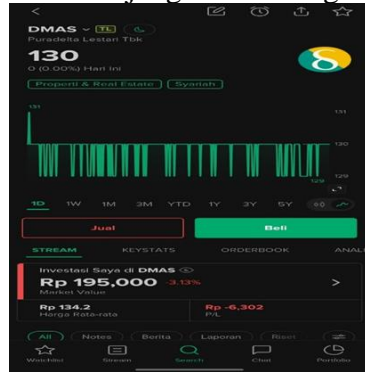 DMAS TL
Puradelta Lestari Tbk
130
0 (0.00%) Hari Ini
Properti & Real Estate Syariah
131
131
130
129
129
1D 1W 1M 3M YTD 1Y 3Y 5Y
Jual Beli
STREAM KEYSTATS ORDERBOOK ANAL
Investasi Saya di DMAS
Rp 195,000 -3.13%
Market Value
Rp 134.2 Rp -6,302
Harga Rata-rata P/L
All Notes Berita Laporan Riset
Watchlist Stream Search Chat Portfolio